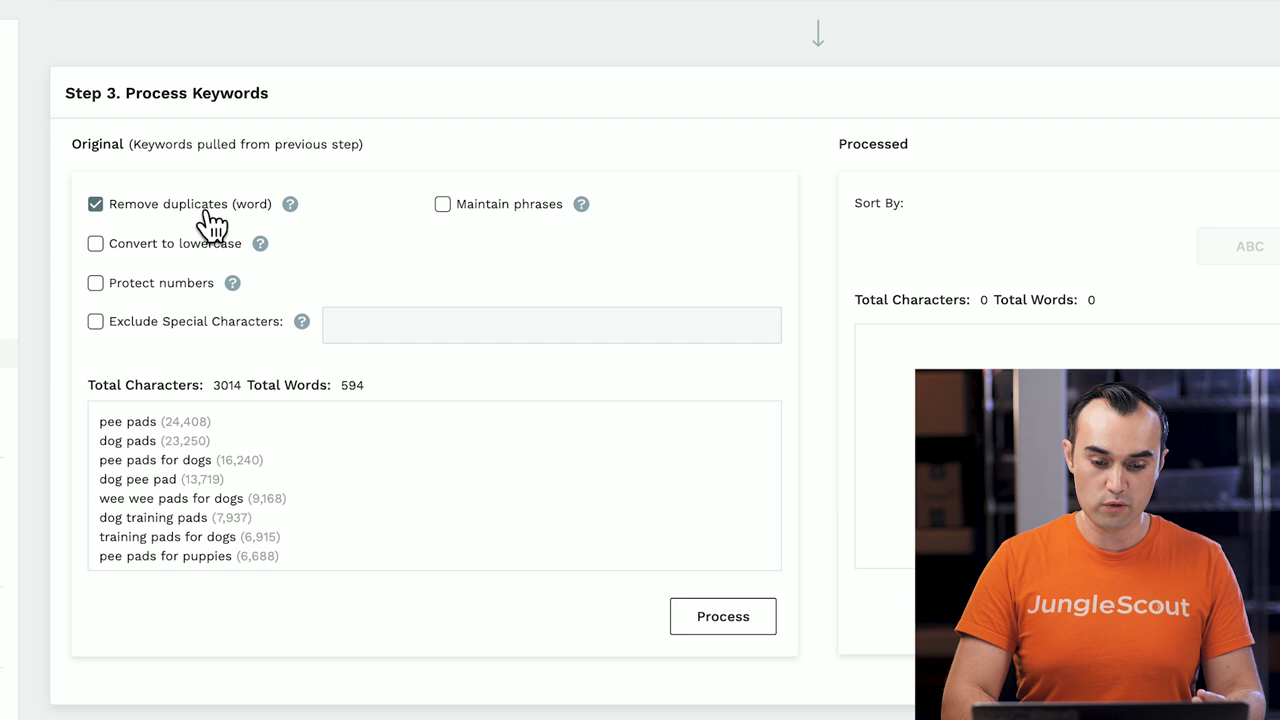 Step 3. Process Keywords
Original (Keywords pulled from previous step)
Remove duplicates (word) ?
Maintain phrases ?
Convert to lowercase ?
Protect numbers ?
Exclude Special Characters: ?
Total Characters: 3014 Total Words: 594
pee pads (24,408)
dog pads (23,250)
pee pads for dogs (16,240)
dog pee pad (13,719)
wee wee pads for dogs (9,168)
dog training pads (7,937)
training pads for dogs (6,915)
pee pads for puppies (6,688)
Process
Processed
Sort By:
ABC
Total Characters: 0 Total Words: 0
JungleScout